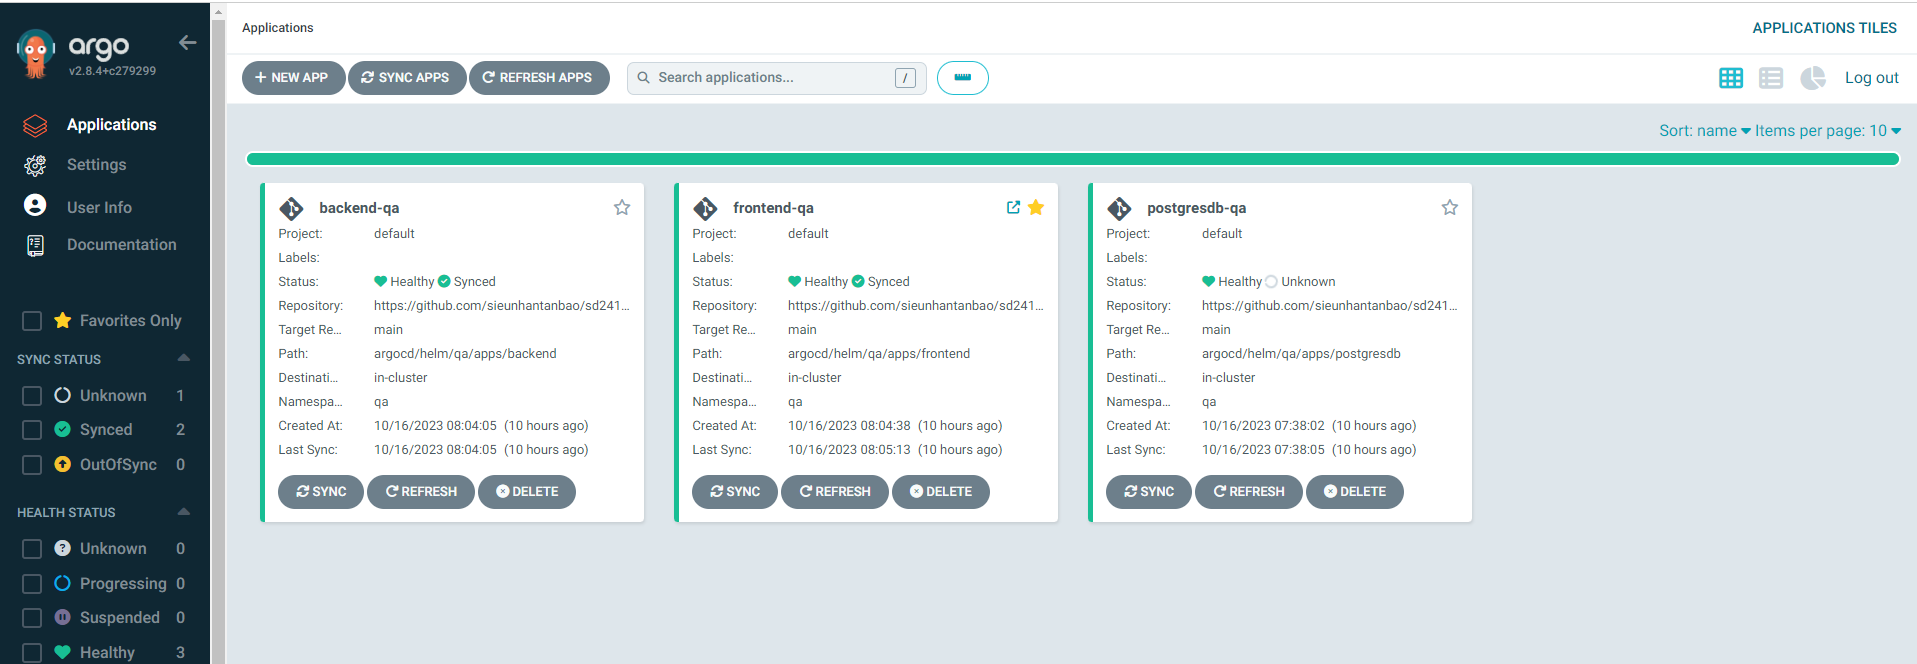 argo
v2.8.4+c279299
Applications
Settings
User Info
Documentation
Favorites Only
SYNC STATUS
Unknown 1
Synced 2
OutOfSync 0
HEALTH STATUS
Unknown 0
Progressing 0
Suspended 0
Healthy 3
Applications
APPLICATIONS TILES
+ NEW APP SYNC APPS REFRESH APPS Search applications... / Log out
Sort: name Items per page: 10
backend-qa
Project: default
Labels:
Status: Healthy Synced
Repository: https://github.com/sieunhantanbao/sd241...
Target Re... main
Path: argocd/helm/qa/apps/backend
Destinati... in-cluster
Namespa... qa
Created At: 10/16/2023 08:04:05 (10 hours ago)
Last Sync: 10/16/2023 08:04:05 (10 hours ago)
SYNC REFRESH DELETE
frontend-qa
Project: default
Labels:
Status: Healthy Synced
Repository: https://github.com/sieunhantanbao/sd241...
Target Re... main
Path: argocd/helm/qa/apps/frontend
Destinati... in-cluster
Namespa... qa
Created At: 10/16/2023 08:04:38 (10 hours ago)
Last Sync: 10/16/2023 08:05:13 (10 hours ago)
SYNC REFRESH DELETE
postgresdb-qa
Project: default
Labels:
Status: Healthy Unknown
Repository: https://github.com/sieunhantanbao/sd241...
Target Re... main
Path: argocd/helm/qa/apps/postgresdb
Destinati... in-cluster
Namespa... qa
Created At: 10/16/2023 07:38:02 (10 hours ago)
Last Sync: 10/16/2023 07:38:05 (10 hours ago)
SYNC REFRESH DELETE